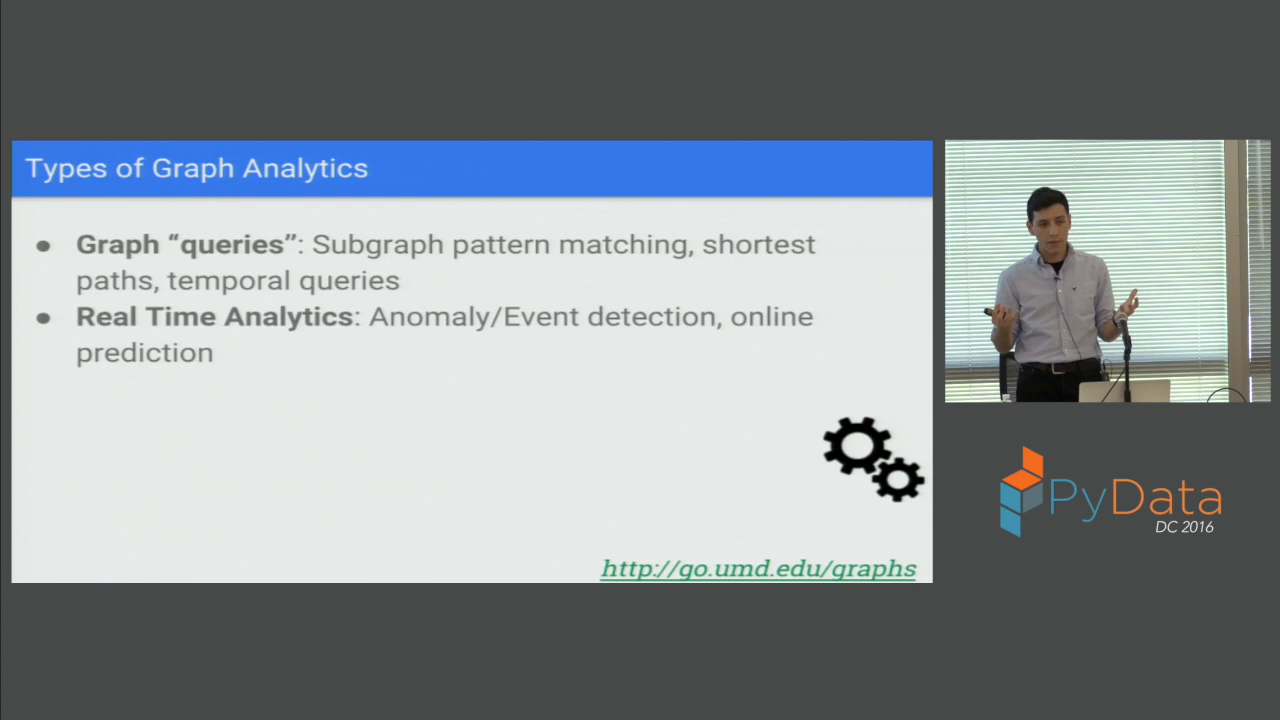 Types of Graph Analytics
● Graph “queries”: Subgraph pattern matching, shortest
paths, temporal queries
● Real Time Analytics: Anomaly/Event detection, online
prediction
http://go.umd.edu/graphs
PyData
DC 2016